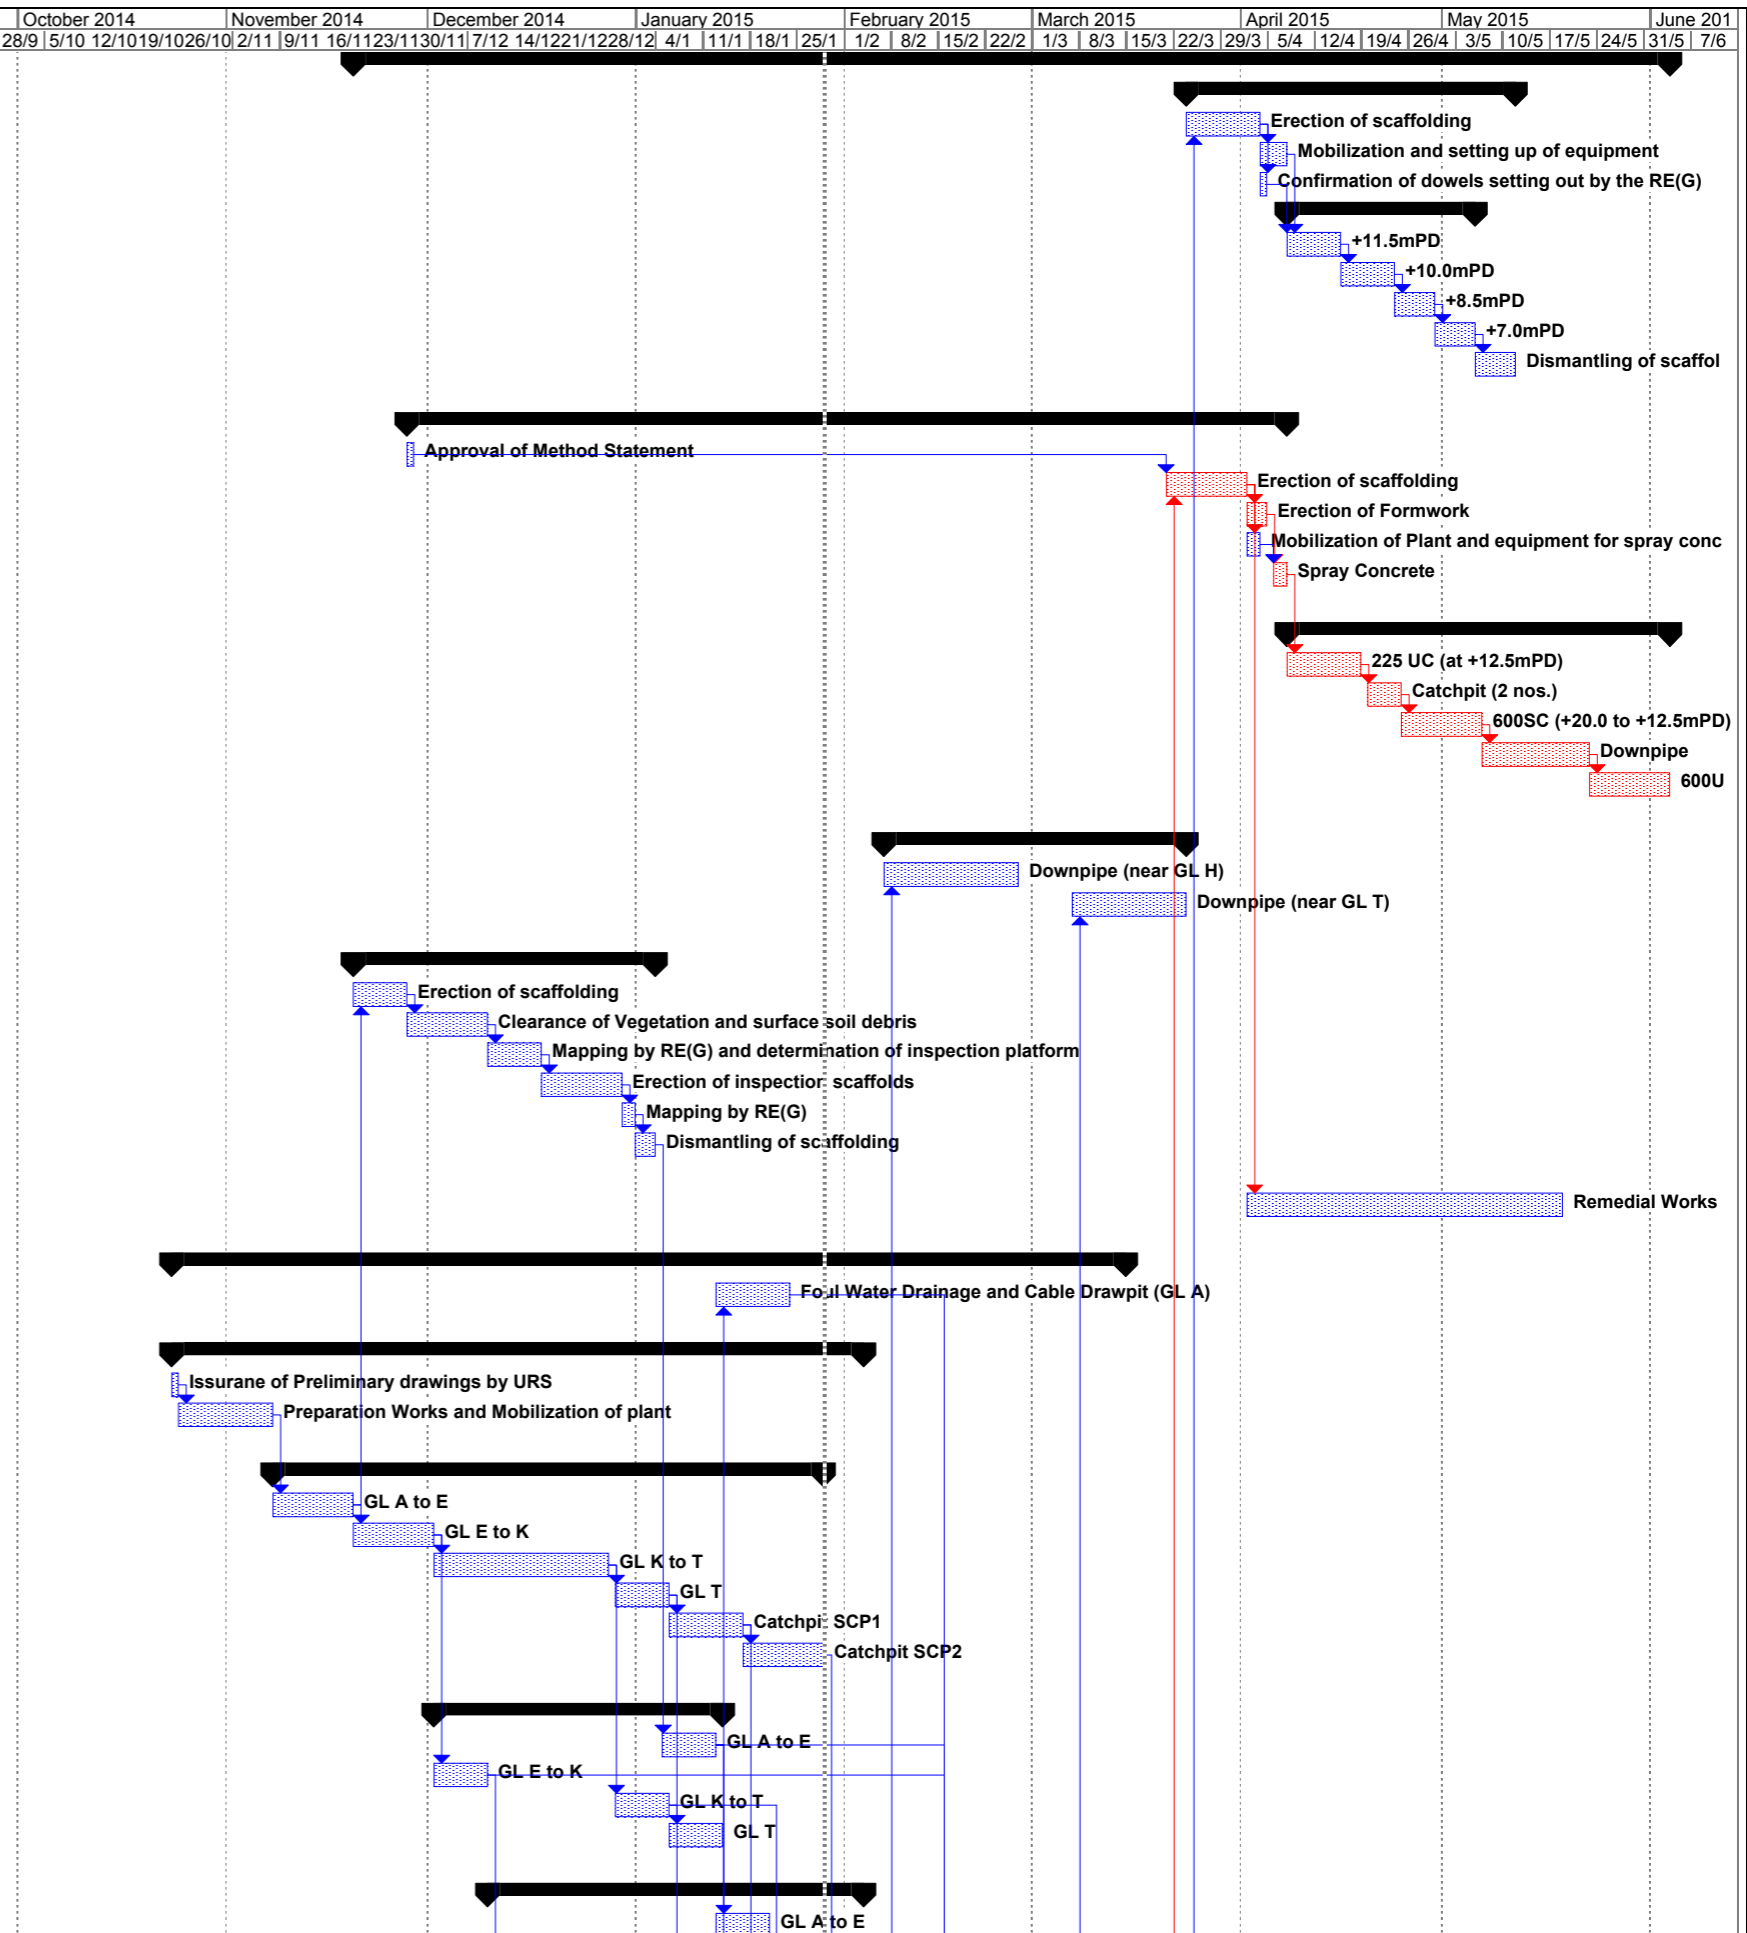 October 2014 November 2014 December 2014 January 2015 February 2015 March 2015 April 2015 May 2015 June 201
28/9 5/10 12/10 19/10 26/10 2/11 9/11 16/11 23/11 30/11 7/12 14/12 21/12 28/12 4/1 11/1 18/1 25/1 1/2 8/2 15/2 22/2 1/3 8/3 15/3 22/3 29/3 5/4 12/4 19/4 26/4 3/5 10/5 17/5 24/5 31/5 7/6
Erection of scaffolding
Mobilization and setting up of equipment
Confirmation of dowels setting out by the RE(G)
+11.5mPD
+10.0mPD
+8.5mPD
+7.0mPD
Dismantling of scaffol
Approval of Method Statement
Erection of scaffolding
Erection of Formwork
Mobilization of Plant and equipment for spray conc
Spray Concrete
225 UC (at +12.5mPD)
Catchpit (2 nos.)
600SC (+20.0 to +12.5mPD)
Downpipe
600U
Downpipe (near GL H)
Downpipe (near GL T)
Erection of scaffolding
Clearance of Vegetation and surface soil debris
Mapping by RE(G) and determination of inspection platform
Erection of inspection scaffolds
Mapping by RE(G)
Dismantling of scaffolding
Remedial Works
Foul Water Drainage and Cable Drawpit (GL A)
Issurane of Preliminary drawings by URS
Preparation Works and Mobilization of plant
GL A to E
GL E to K
GL K to T
GL T
Catchpit SCP1
Catchpit SCP2
GL A to E
GL E to K
GL K to T
GL T
GL A to E